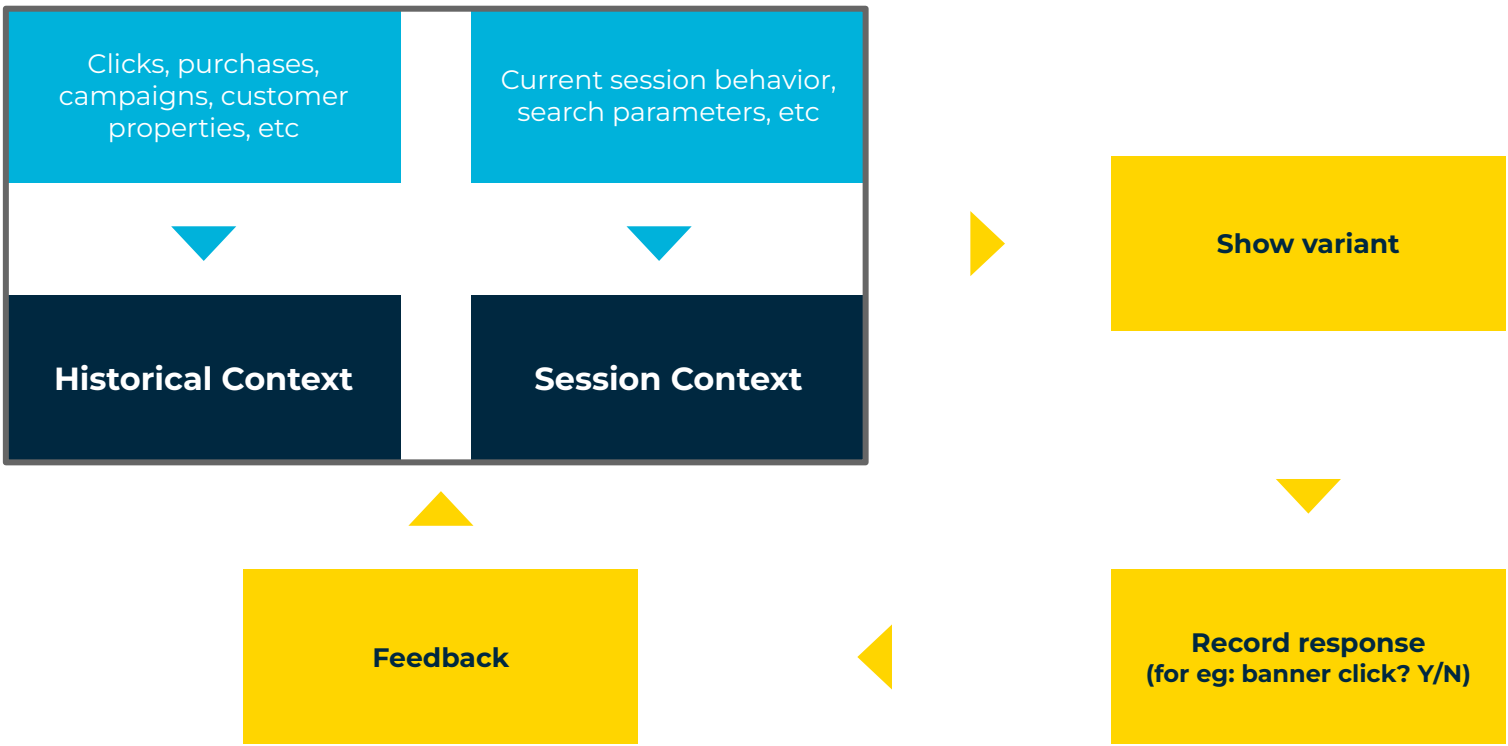 Clicks, purchases,
campaigns, customer
properties, etc
Current session behavior,
search parameters, etc
Historical Context
Session Context
Show variant
Record response
(for eg: banner click? Y/N)
Feedback